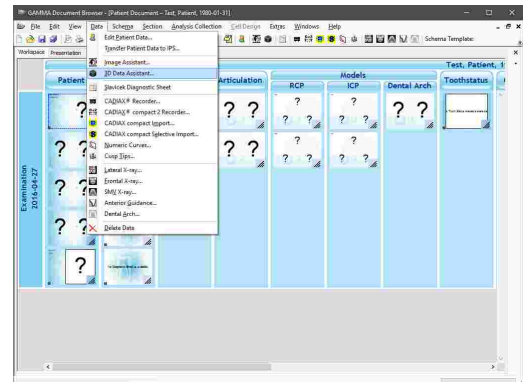 GAMMA Document Browser - [Patient Document - Test, Patient, 1980-01-31]
File Edit View Data Schema Section Analysis Collection Cell Design Extras Windows Help
Schema Template:
Workspace Presentation
Edit Patient Data...
Transfer Patient Data to IPS...
Image Assistant...
3D Data Assistant...
Slavicek Diagnostic Sheet
CADIAX® Recorder...
CADIAX® compact 2 Recorder...
CADIAX compact Import...
CADIAX compact Selective Import...
Numeric Curves...
Cusp Tips...
Lateral X-ray...
Frontal X-ray...
SMV X-ray...
Anterior Guidance...
Dental Arch...
Delete Data
Test, Patient, 1
Patient
Articulation
Models
RCP ICP Dental Arch
Toothstatus
? ? ? ? ? ? ? ? ? ? ?
? ? ? ? ? ? ? ? ? ?
? ?
? ?
?
Examination
2016-04-27